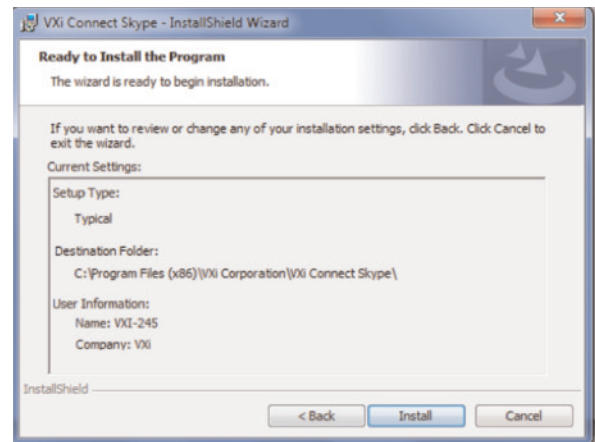 VXi Connect Skype - InstallShield Wizard
Ready to Install the Program
The wizard is ready to begin installation.
If you want to review or change any of your installation settings, click Back. Click Cancel to
exit the wizard.
Current Settings:
Setup Type:
Typical
Destination Folder:
C:\Program Files (x86)\VXi Corporation\VXi Connect Skype\
User Information:
Name: VXI-245
Company: VXi
InstallShield
< Back
Install
Cancel